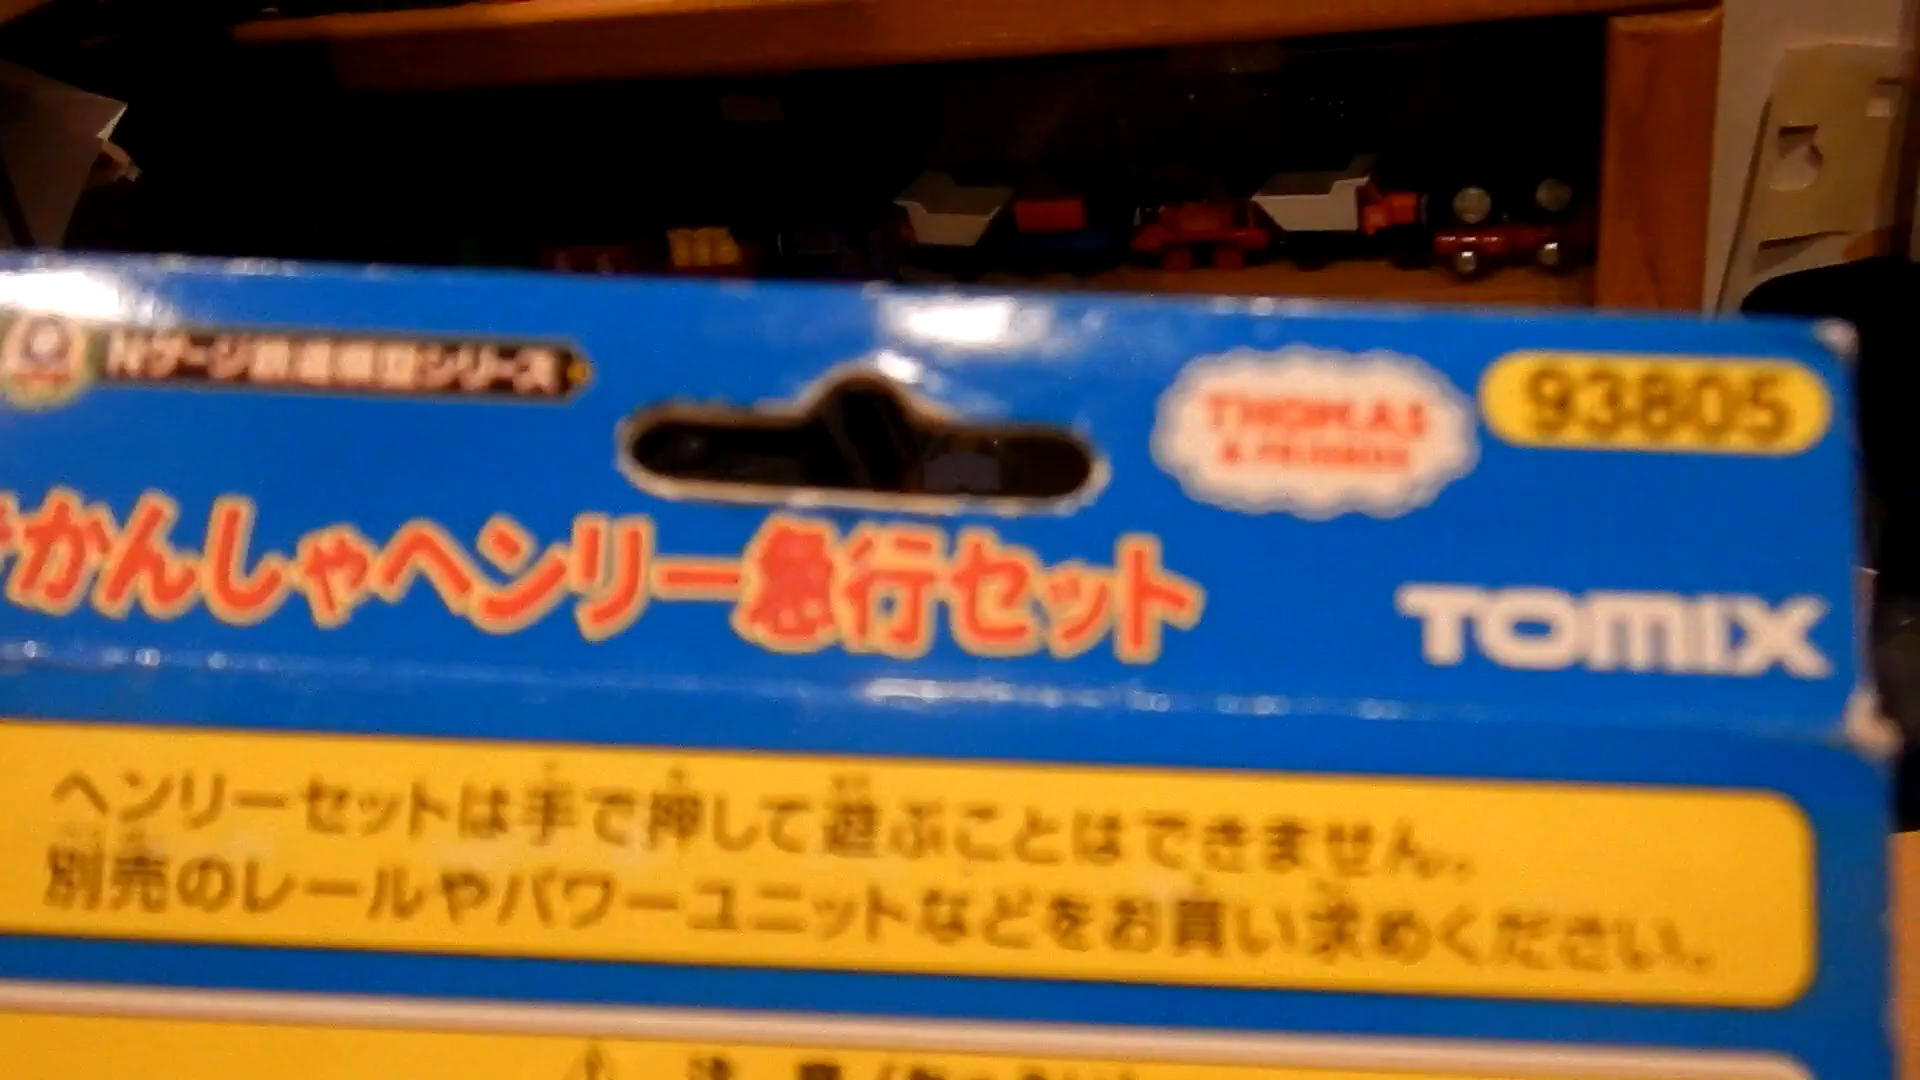 Nゲージ鉄道模型シリーズ
THOMAS
& FRIENDS
93805
きかんしゃヘンリー急行セット
TOMIX
ヘンリーセットは手で押して遊ぶことはできません。
別売のレールやパワーユニットなどをお買い求めください。